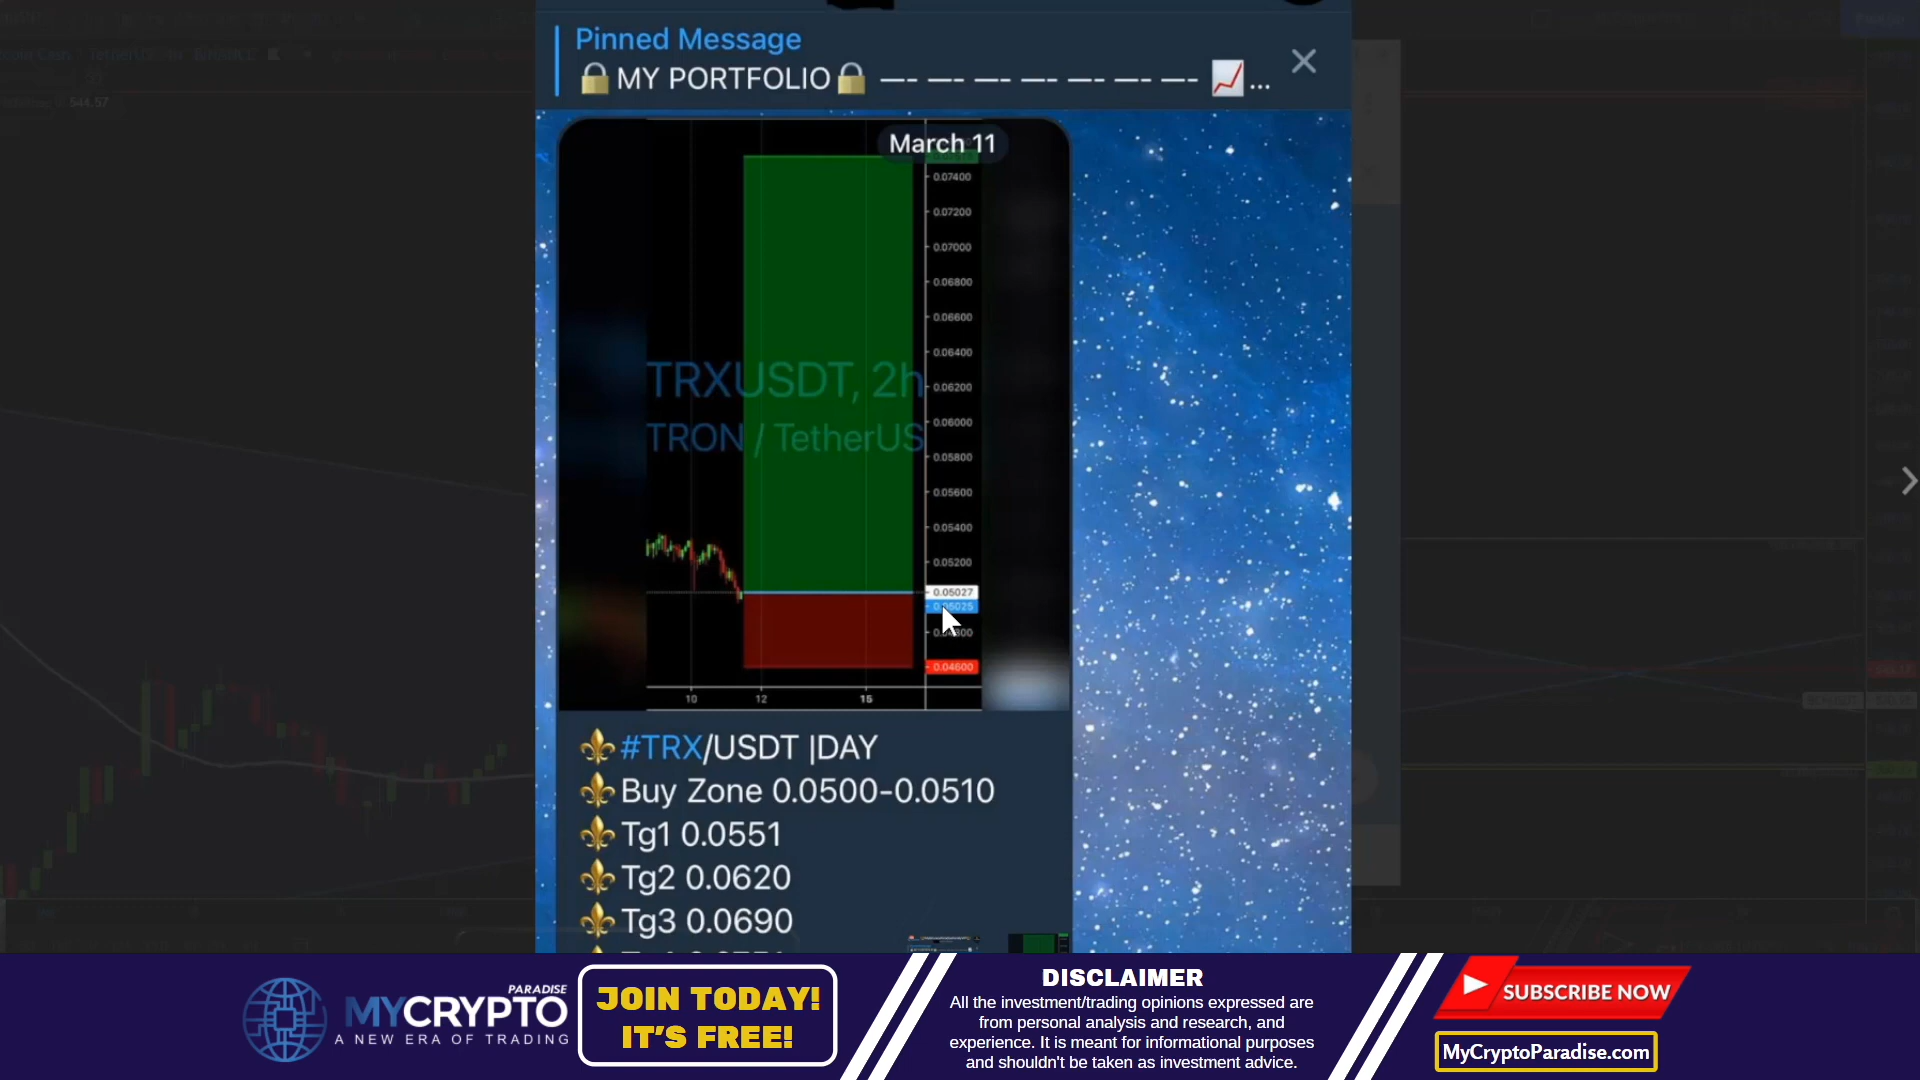 Pinned Message
🔒MY PORTFOLIO🔒 —- —- —- —- —- —- —- 📈...
March 11
0.07400
0.07200
0.07000
0.06800
0.06600
0.06400
0.06200
0.06000
0.05800
0.05600
0.05400
0.05200
0.05027
0.05025
0.04600
TRXUSDT, 2h
TRON / TetherUS
10 12 15
544.57
⚜️#TRX/USDT |DAY
⚜️Buy Zone 0.0500-0.0510
⚜️Tg1 0.0551
⚜️Tg2 0.0620
⚜️Tg3 0.0690
MYCRYPTO PARADISE
A NEW ERA OF TRADING
JOIN TODAY!
IT'S FREE!
DISCLAIMER
All the investment/trading opinions expressed are
from personal analysis and research, and
experience. It is meant for informational purposes
and shouldn't be taken as investment advice.
SUBSCRIBE NOW
MyCryptoParadise.com